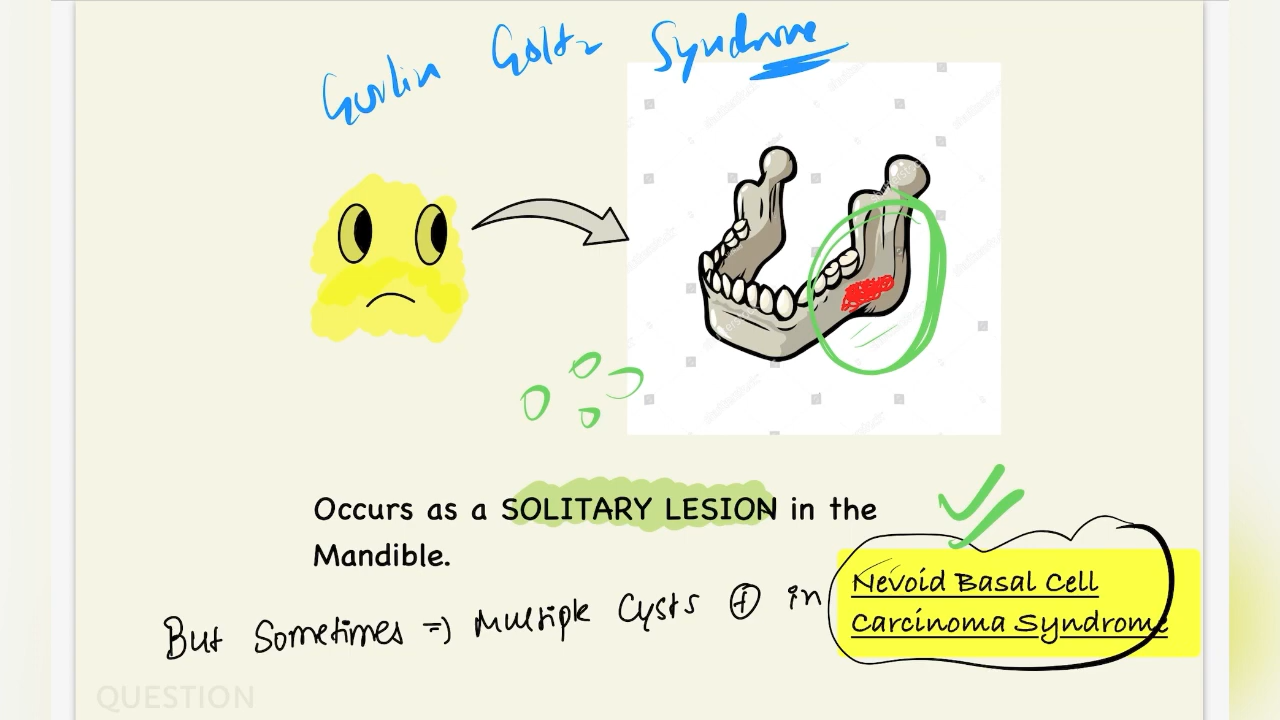 Gorlin Goltz Syndrome
Occurs as a SOLITARY LESION in the
Mandible.
But Sometimes => Multiple Cysts + in
Nevoid Basal Cell
Carcinoma Syndrome
QUESTION